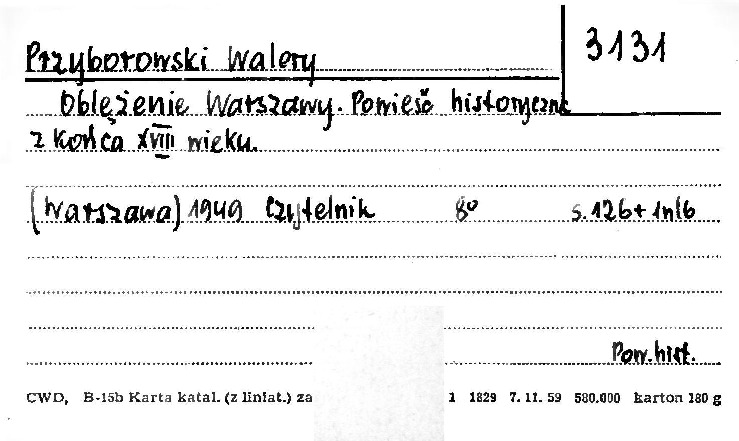 3131
Przyborowski Walery
Oblężenie Warszawy. Powieść historyczna
z końca XVIII wieku.
(Warszawa) 1949 Czytelnik 8º s. 126+1nlb
Pow. hist.
CWD, B-15b Karta katal. (z liniat.) za 1 1829 7. 11. 59 580.000 karton 180 g